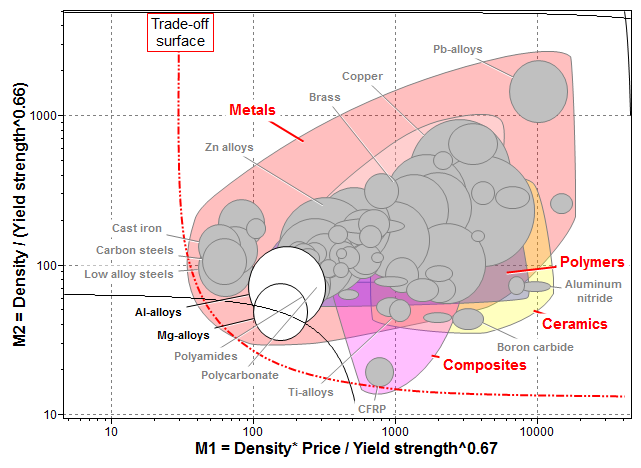 Trade-off
surface
Pb-alloys
Copper
Brass
Metals
Zn alloys
Cast iron
Carbon steels
Low alloy steels
Al-alloys
Mg-alloys
Polyamides
Polycarbonate
Ti-alloys
CFRP
Polymers
Aluminum
nitride
Ceramics
Boron carbide
Composites
1000
100
10
10
100
1000
10000
M2 = Density / (Yield strength^0.66)
M1 = Density* Price / Yield strength^0.67